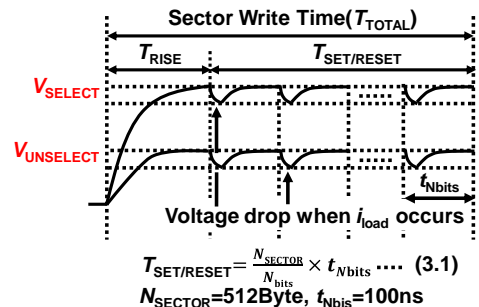 Sector Write Time(TTOTAL)
TRISE TSET/RESET
VSELECT
VUNSELECT
tNbits
Voltage drop when iload occurs
TSET/RESET= NSECTOR/Nbits × tNbits ···· (3.1)
NSECTOR=512Byte, tNbis=100ns